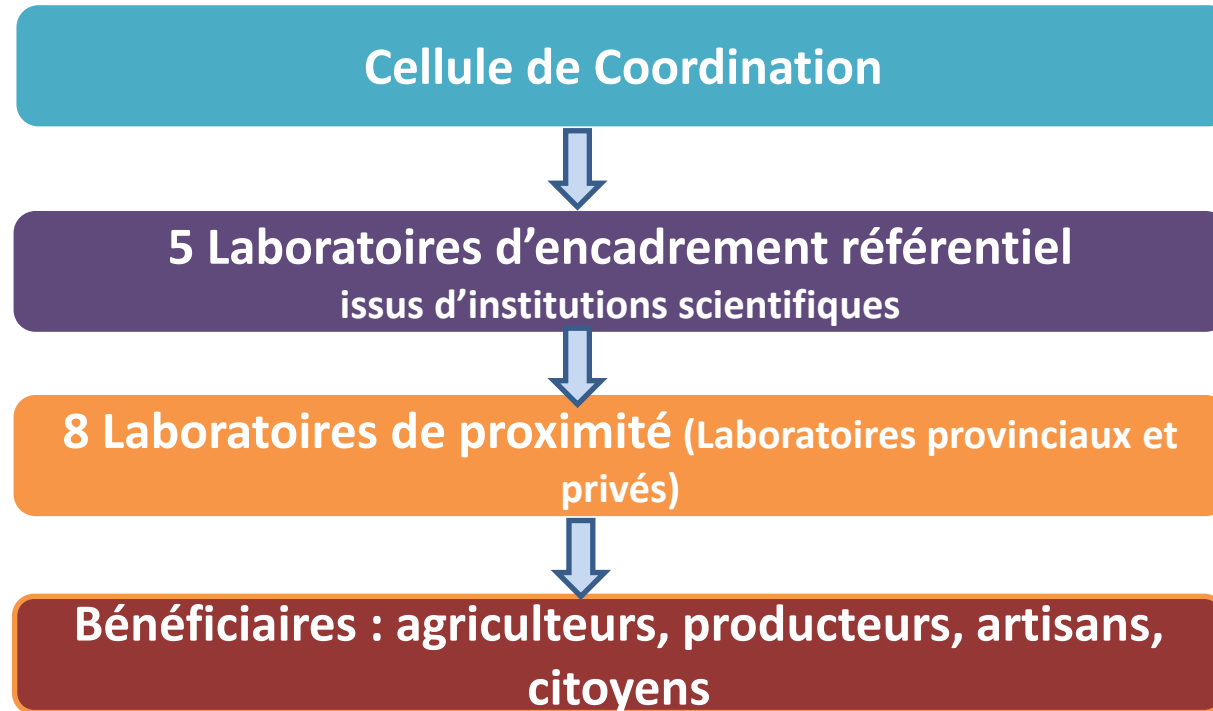 Cellule de Coordination
5 Laboratoires d’encadrement référentiel
issus d’institutions scientifiques
8 Laboratoires de proximité (Laboratoires provinciaux et
privés)
Bénéficiaires : agriculteurs, producteurs, artisans,
citoyens